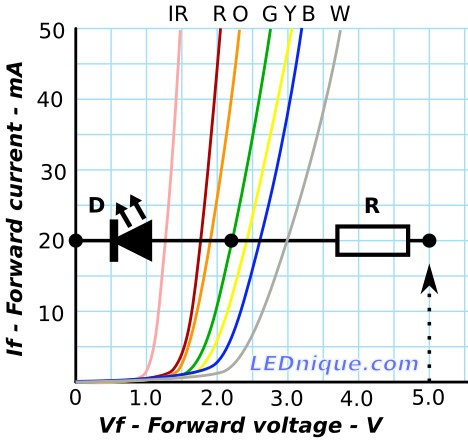 IR R O G Y B W
50
40
30
20
10
If - Forward current - mA
D
R
LEDnique.com
0 1.0 2.0 3.0 4.0 5.0
Vf - Forward voltage - V